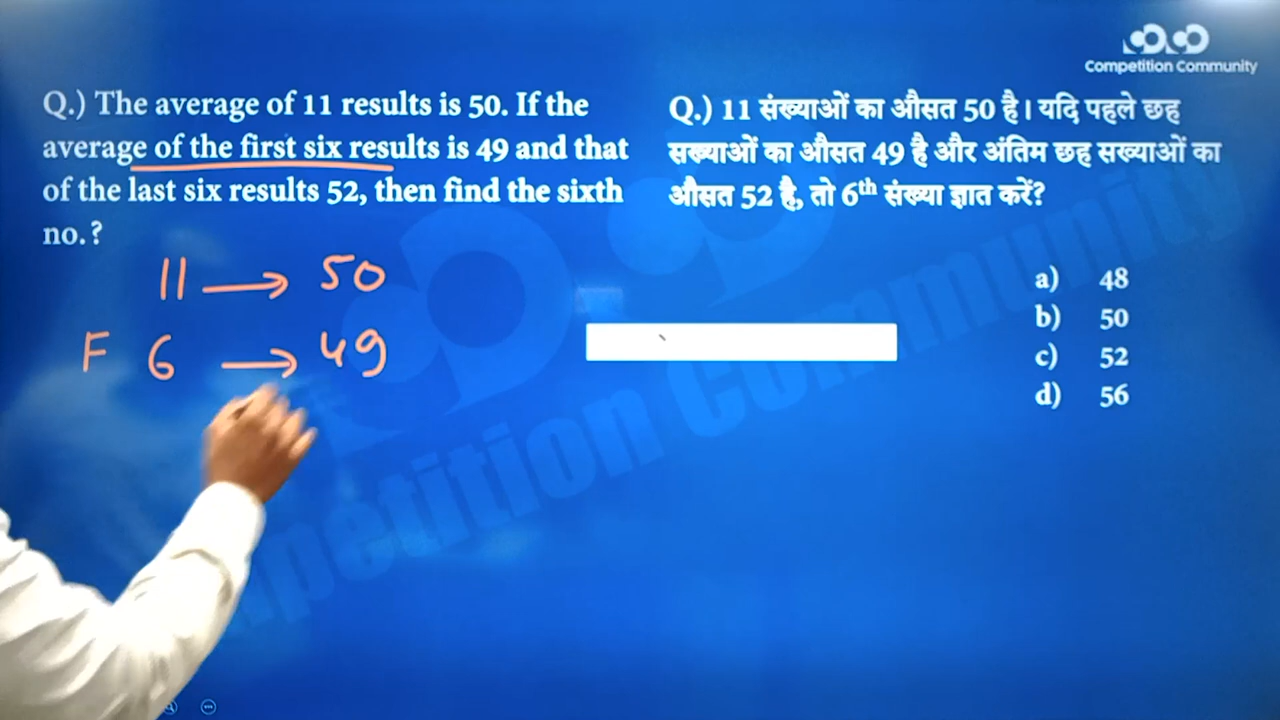 Competition Community
Q.) The average of 11 results is 50. If the
average of the first six results is 49 and that
of the last six results 52, then find the sixth
no.?
Q.) 11 संख्याओं का औसत 50 है। यदि पहले छह
सख्याओं का औसत 49 है और अंतिम छह सख्याओं का
औसत 52 है, तो 6th संख्या ज्ञात करें?
11 → 50
F 6 → 49
a) 48
b) 50
c) 52
d) 56
Competition Community